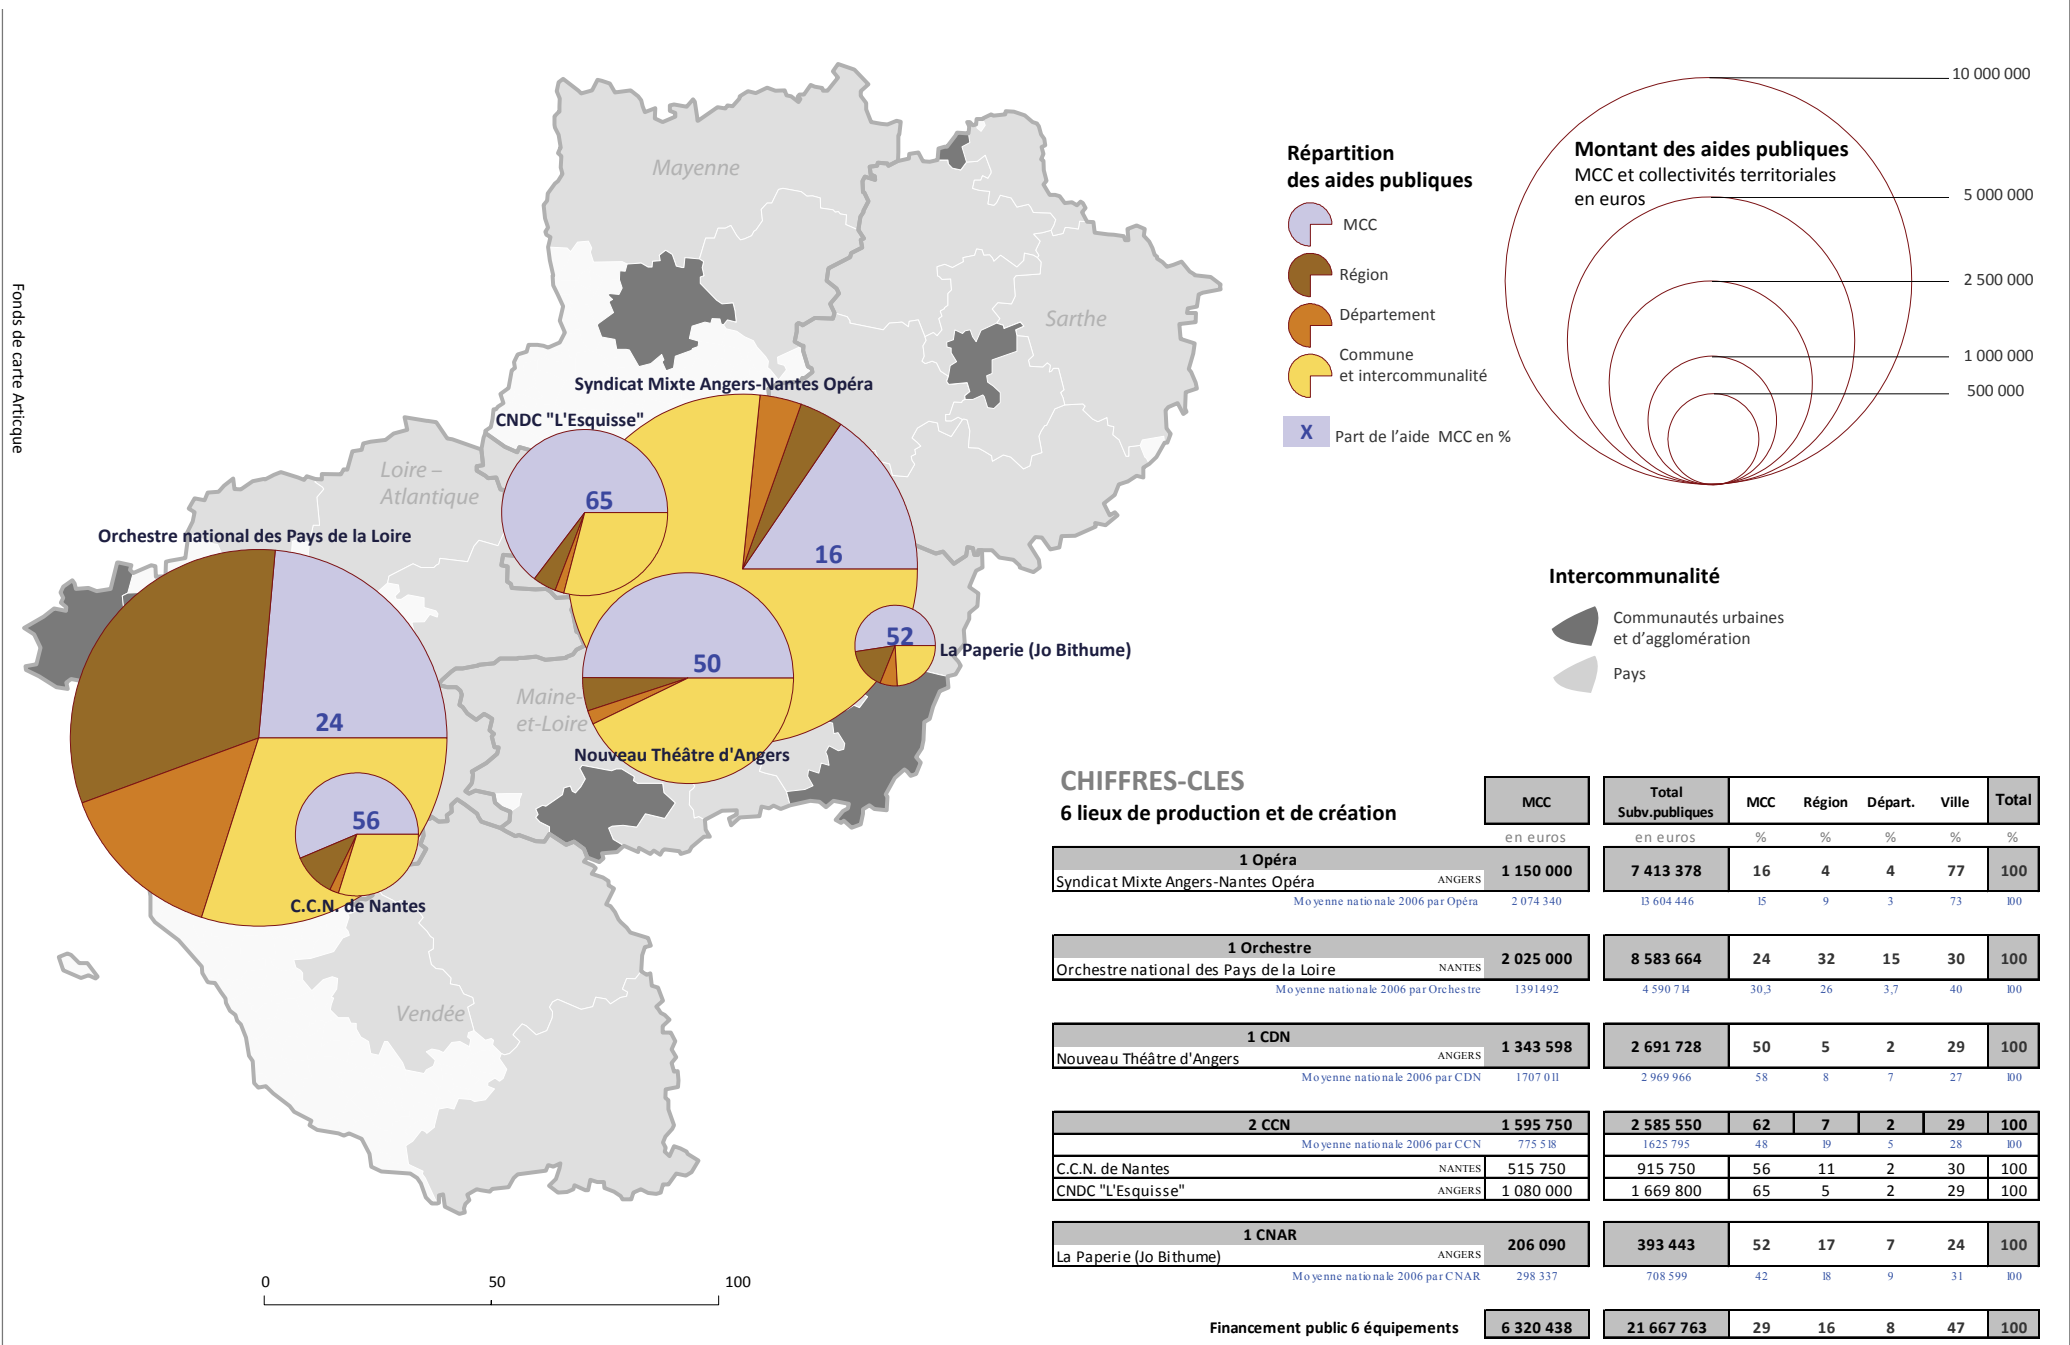 Fonds de carte Articque
Mayenne
Sarthe
Loire –
Atlantique
Maine-
et-Loire
Vendée
Syndicat Mixte Angers-Nantes Opéra
16
CNDC "L'Esquisse"
65
Orchestre national des Pays de la Loire
24
52
La Paperie (Jo Bithume)
50
Nouveau Théâtre d'Angers
56
C.C.N. de Nantes
0 50 100
Répartition
des aides publiques
MCC
Région
Département
Commune
et intercommunalité
X Part de l'aide MCC en %
Montant des aides publiques
MCC et collectivités territoriales
en euros
10 000 000
5 000 000
2 500 000
1 000 000
500 000
Intercommunalité
Communautés urbaines
et d'agglomération
Pays
CHIFFRES-CLES
6 lieux de production et de création
MCC Total Subv.publiques MCC Région Départ. Ville Total
en euros en euros % % % % %
1 Opéra
Syndicat Mixte Angers-Nantes Opéra ANGERS 1 150 000 7 413 378 16 4 4 77 100
Moyenne nationale 2006 par Opéra 2 074 340 13 604 446 15 9 3 73 100
1 Orchestre
Orchestre national des Pays de la Loire NANTES 2 025 000 8 583 664 24 32 15 30 100
Moyenne nationale 2006 par Orchestre 1391492 4 590 714 30,3 26 3,7 40 100
1 CDN
Nouveau Théâtre d'Angers ANGERS 1 343 598 2 691 728 50 5 2 29 100
Moyenne nationale 2006 par CDN 1707 011 2 969 966 58 8 7 27 100
2 CCN 1 595 750 2 585 550 62 7 2 29 100
Moyenne nationale 2006 par CCN 775 518 1625 795 48 19 5 28 100
C.C.N. de Nantes NANTES 515 750 915 750 56 11 2 30 100
CNDC "L'Esquisse" ANGERS 1 080 000 1 669 800 65 5 2 29 100
1 CNAR
La Paperie (Jo Bithume) ANGERS 206 090 393 443 52 17 7 24 100
Moyenne nationale 2006 par CNAR 298 337 708 599 42 18 9 31 100
Financement public 6 équipements 6 320 438 21 667 763 29 16 8 47 100